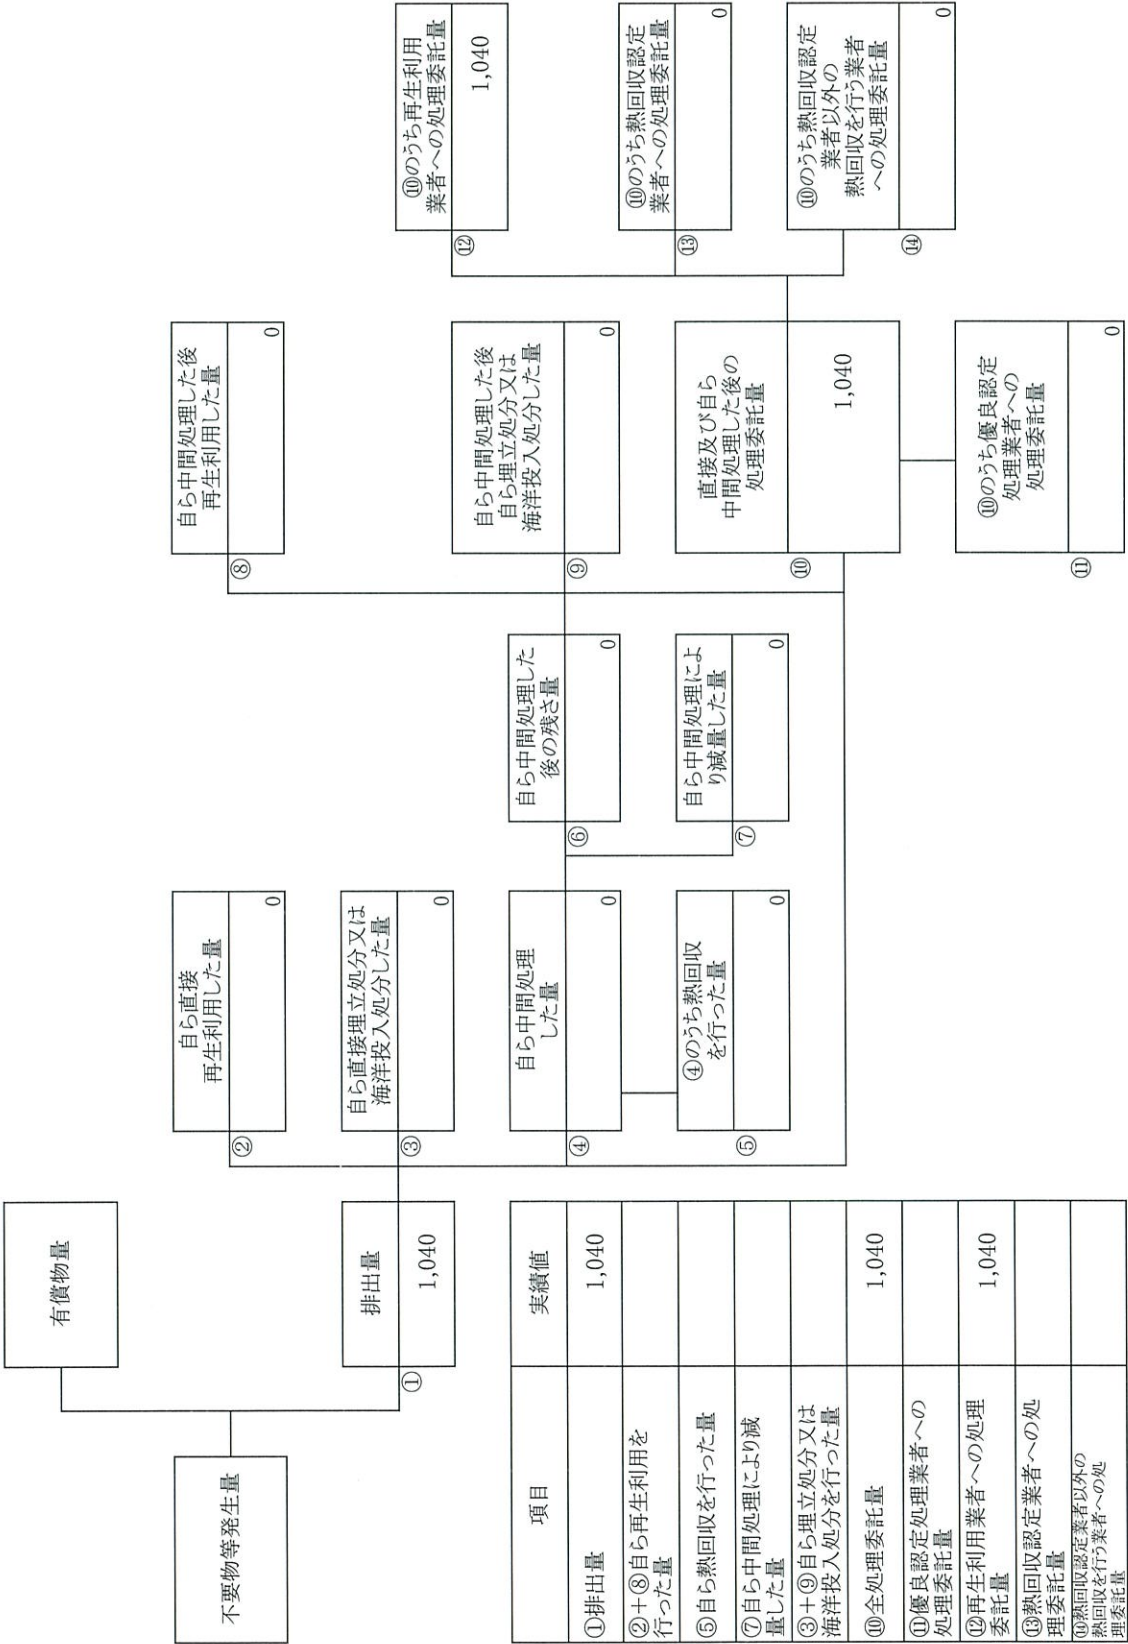 不要物等発生量
有償物量
①
排出量
1,040
②
自ら直接
再生利用した量
0
③
自ら直接埋立処分又は
海洋投入処分した量
0
④
自ら中間処理
した量
0
⑤
④のうち熱回収
を行った量
0
⑥
自ら中間処理した
後の残さ量
0
⑦
自ら中間処理によ
り減量した量
0
⑧
自ら中間処理した後
再生利用した量
0
⑨
自ら中間処理した後
自ら埋立処分又は
海洋投入処分した量
0
⑩
直接及び自ら
中間処理した後の
処理委託量
1,040
⑪
⑩のうち優良認定
処理業者への
処理委託量
0
⑫
⑩のうち再生利用
業者への処理委託量
1,040
⑬
⑩のうち熱回収認定
業者への処理委託量
0
⑭
⑩のうち熱回収認定
業者以外の
熱回収を行う業者
への処理委託量
0
項目 実績値
①排出量 1,040
②+⑧自ら再生利用を
行った量
⑤自ら熱回収を行った量
⑦自ら中間処理により減
量した量
③+⑨自ら埋立処分又は
海洋投入処分を行った量
⑩全処理委託量 1,040
⑪優良認定処理業者への
処理委託量
⑫再生利用業者への処理
委託量 1,040
⑬熱回収認定業者への処
理委託量
⑭熱回収認定業者以外の
熱回収を行う業者への処
理委託量